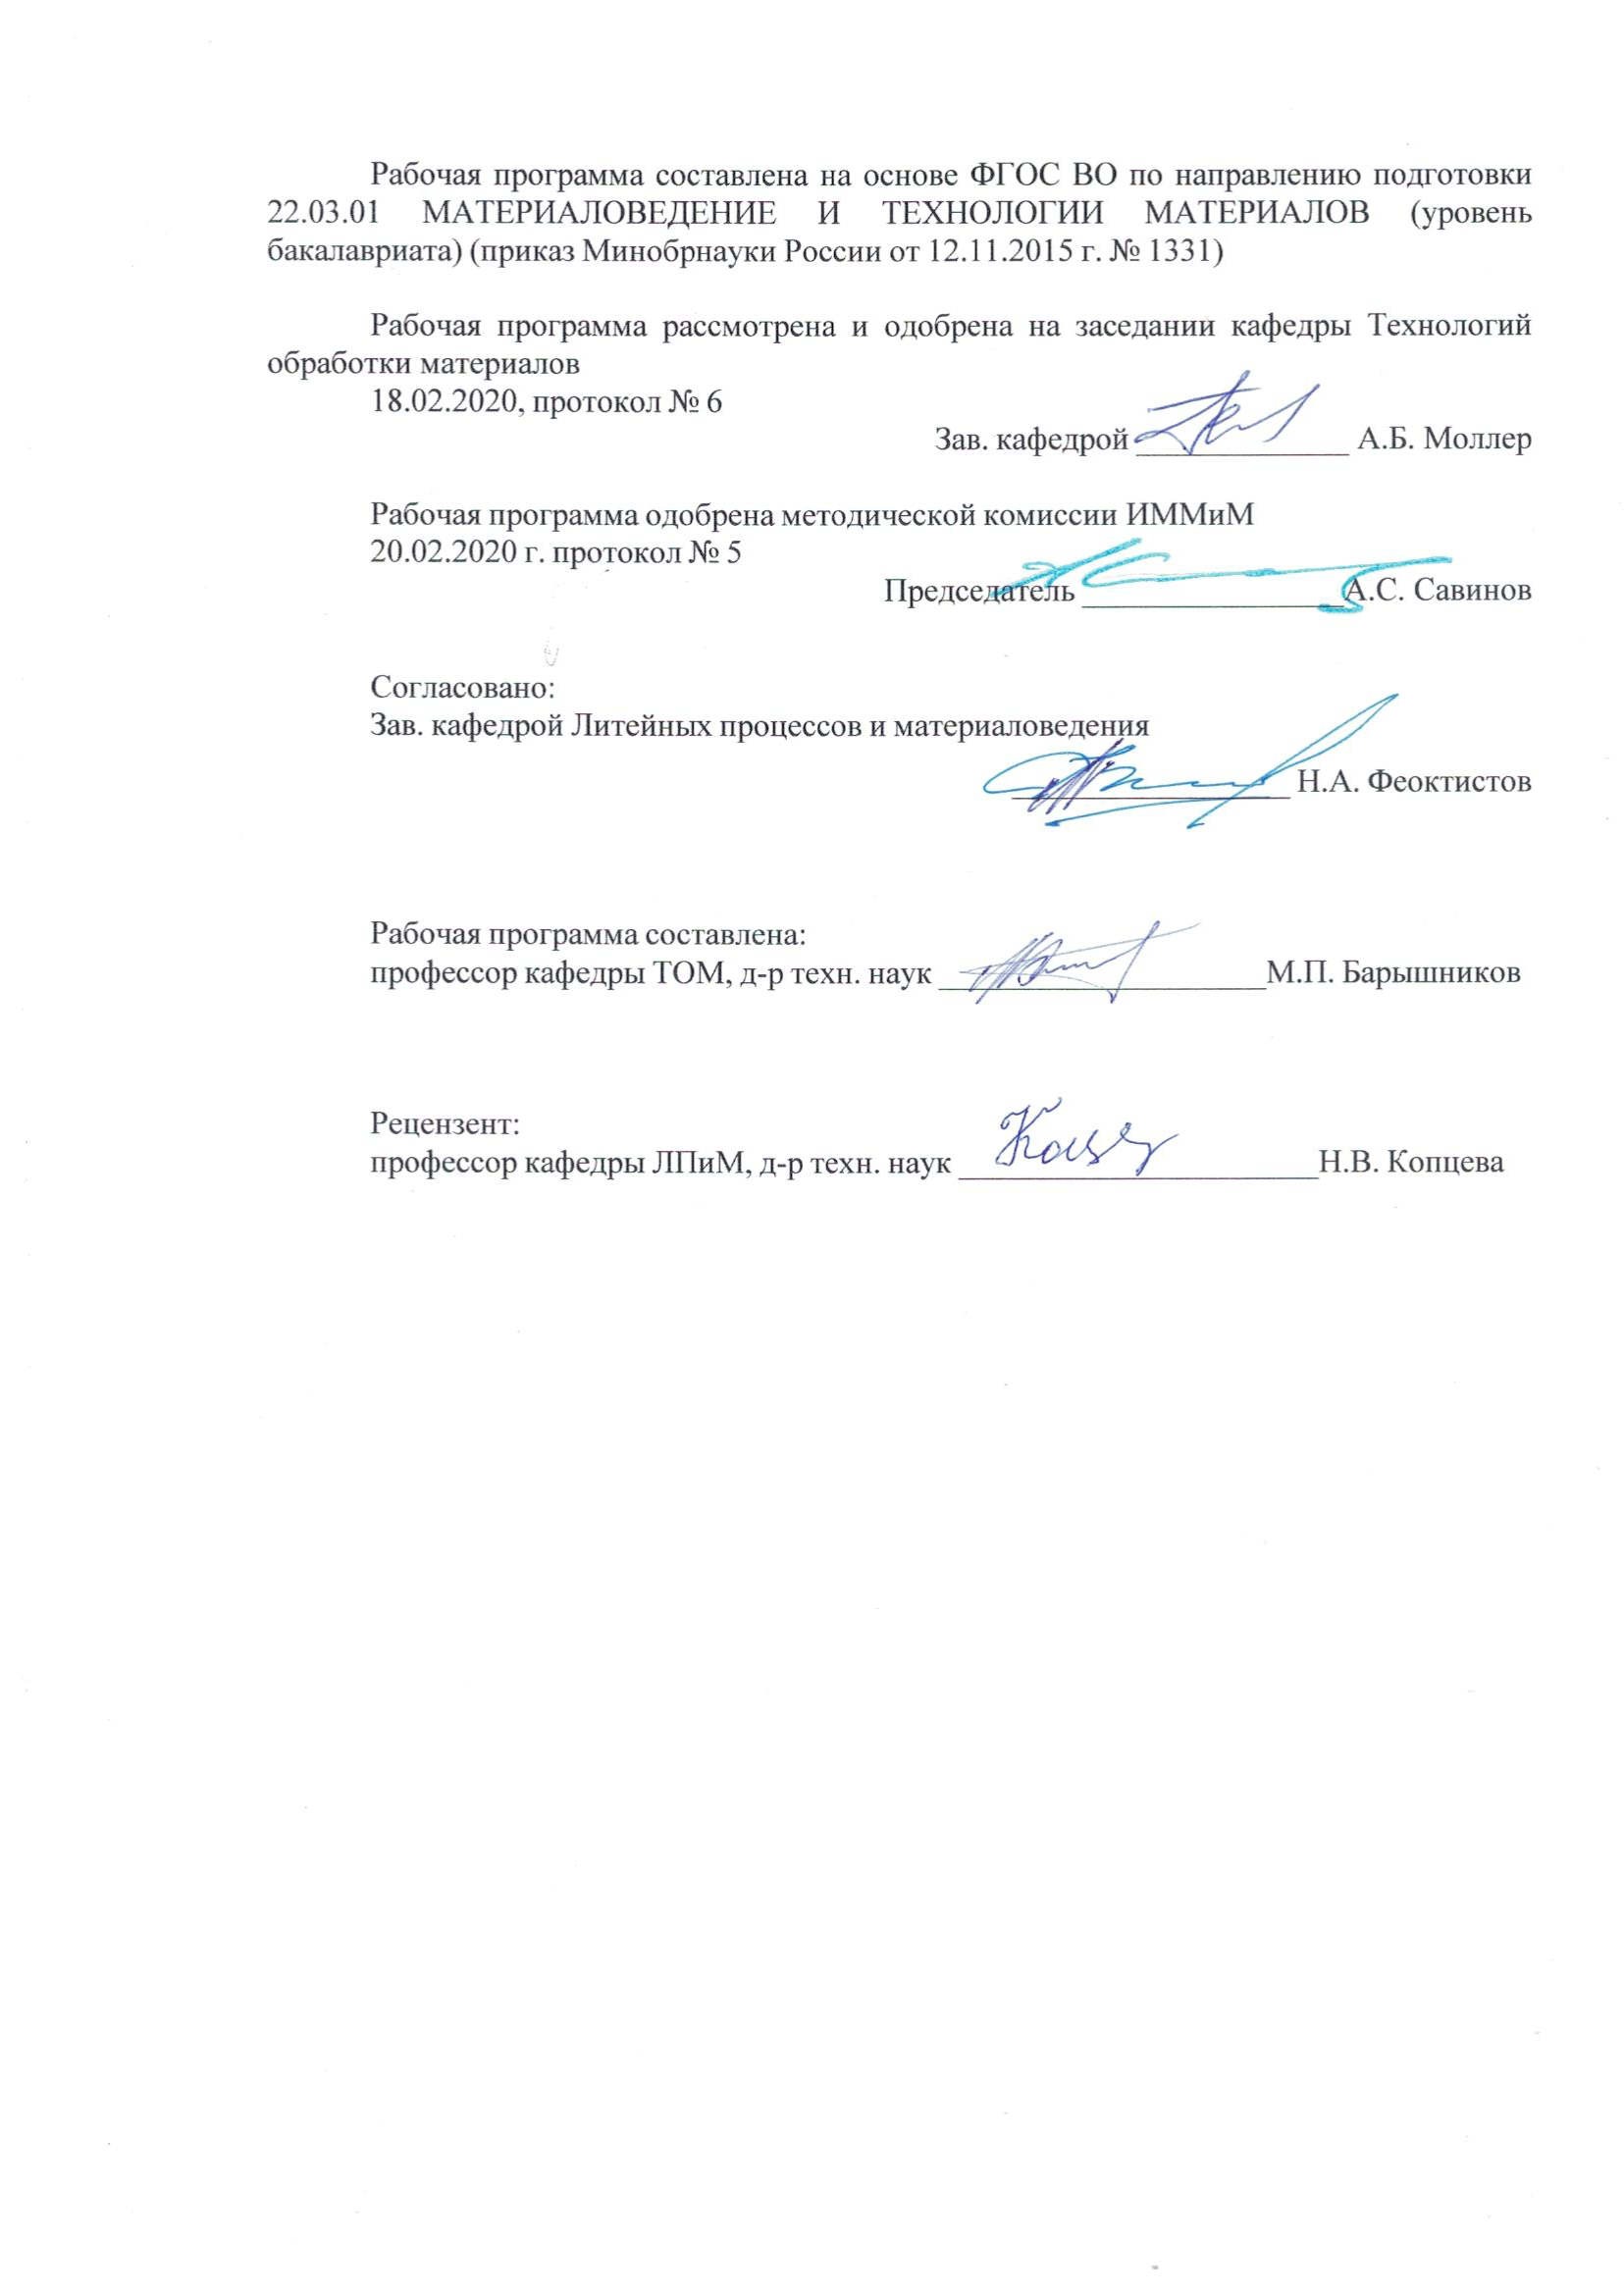 Рабочая программа составлена на основе ФГОС ВО по направлению подготовки
22.03.01 МАТЕРИАЛОВЕДЕНИЕ И ТЕХНОЛОГИИ МАТЕРИАЛОВ (уровень
бакалавриата) (приказ Минобрнауки России от 12.11.2015 г. № 1331)
Рабочая программа рассмотрена и одобрена на заседании кафедры Технологий
обработки материалов
18.02.2020, протокол № 6
Зав. кафедрой _____________ А.Б. Моллер
Рабочая программа одобрена методической комиссии ИММиМ
20.02.2020 г. протокол № 5
Председатель ________________А.С. Савинов
Согласовано:
Зав. кафедрой Литейных процессов и материаловедения
_________________ Н.А. Феоктистов
Рабочая программа составлена:
профессор кафедры ТОМ, д-р техн. наук ____________________М.П. Барышников
Рецензент:
профессор кафедры ЛПиМ, д-р техн. наук ______________________Н.В. Копцева